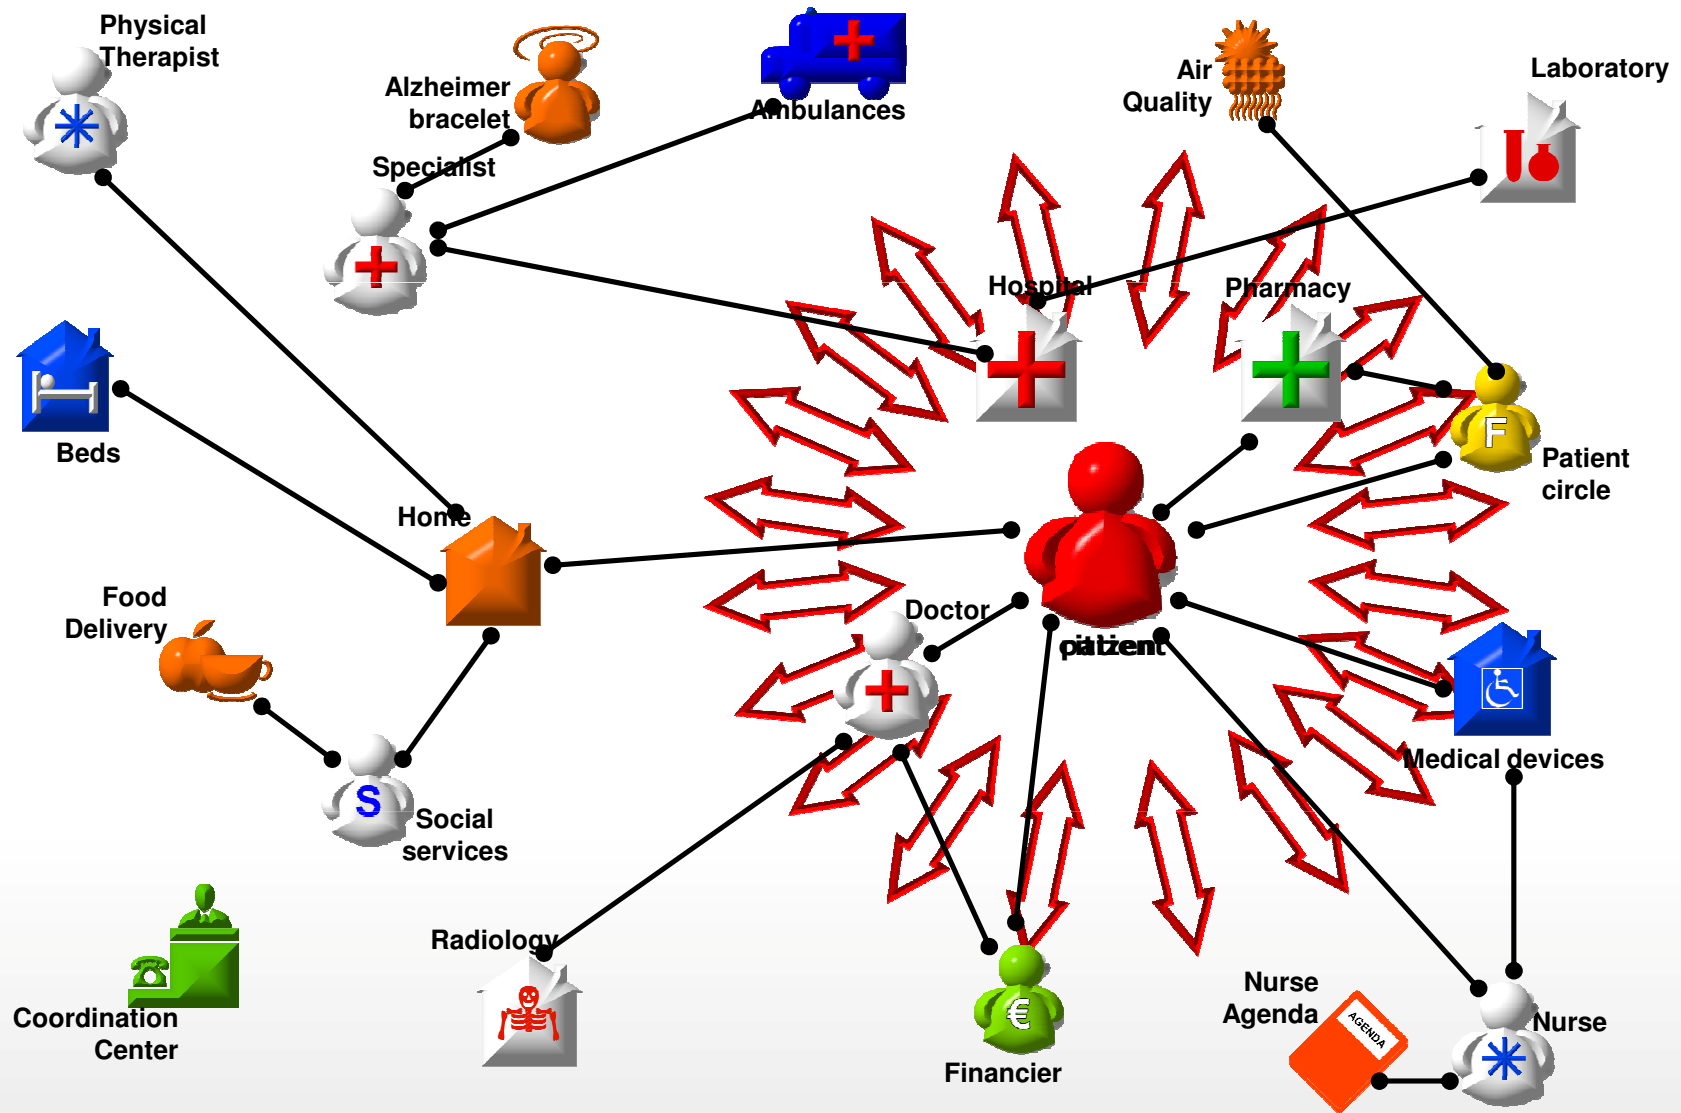 Physical
Therapist
Alzheimer
bracelet
Ambulances
Air
Quality
Laboratory
Specialist
Hospital
Pharmacy
F
Patient
circle
Beds
Home
Food
Delivery
Doctor
Medical devices
S
Social
services
Radiology
Coordination
Center
€
Financier
Nurse
Agenda
AGENDA
Nurse